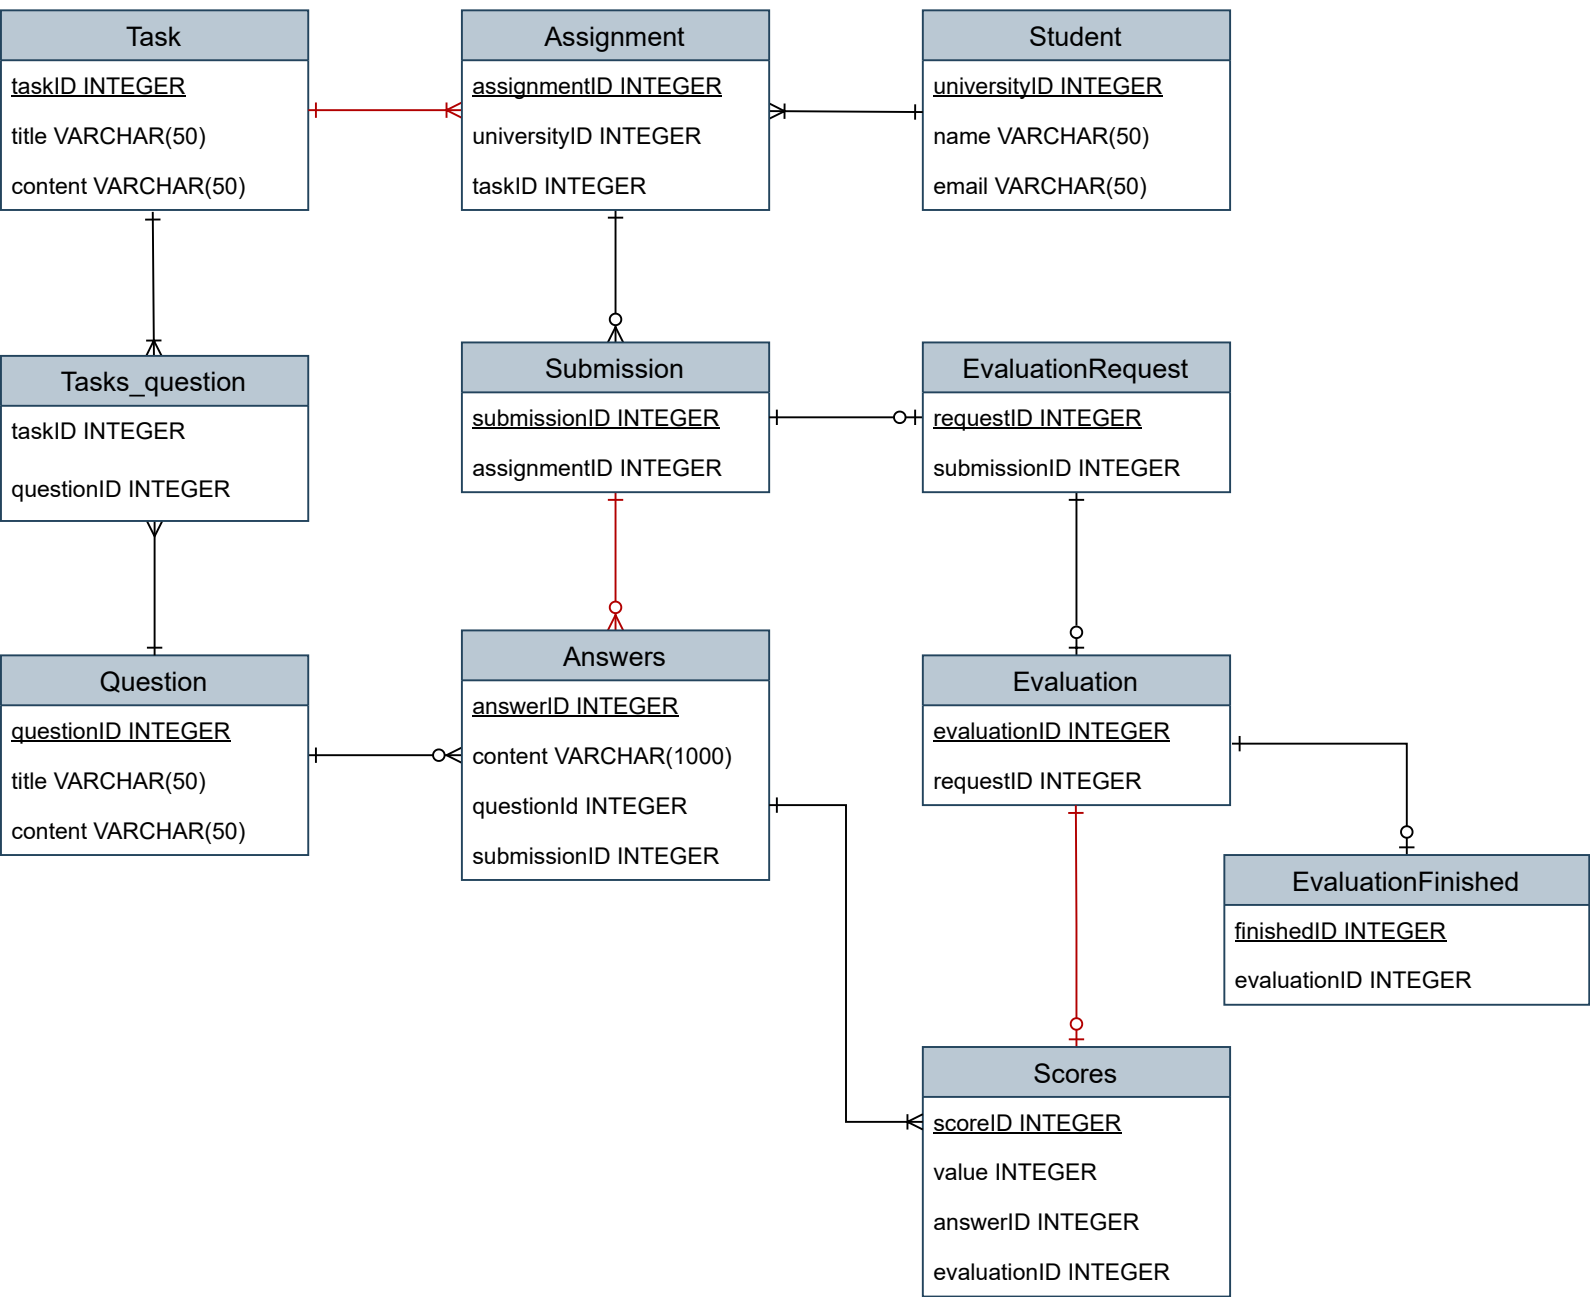 Task
taskID INTEGER
title VARCHAR(50)
content VARCHAR(50)
Assignment
assignmentID INTEGER
universityID INTEGER
taskID INTEGER
Student
universityID INTEGER
name VARCHAR(50)
email VARCHAR(50)
Tasks_question
taskID INTEGER
questionID INTEGER
Submission
submissionID INTEGER
assignmentID INTEGER
EvaluationRequest
requestID INTEGER
submissionID INTEGER
Question
questionID INTEGER
title VARCHAR(50)
content VARCHAR(50)
Answers
answerID INTEGER
content VARCHAR(1000)
questionId INTEGER
submissionID INTEGER
Evaluation
evaluationID INTEGER
requestID INTEGER
EvaluationFinished
finishedID INTEGER
evaluationID INTEGER
Scores
scoreID INTEGER
value INTEGER
answerID INTEGER
evaluationID INTEGER